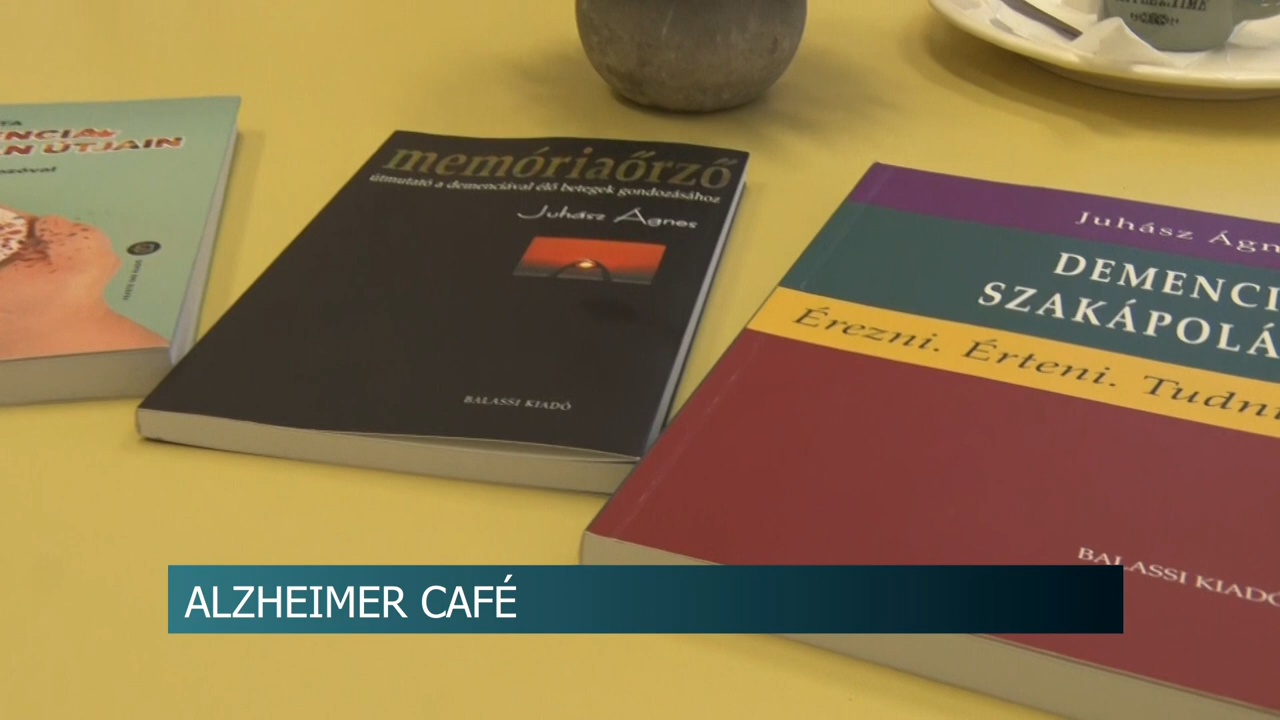 memóriaőrző
útmutató a demenciával élő betegek gondozásához
Juhász Ágnes
BALASSI KIADÓ
Juhász Ágn
DEMENCI
SZAKÁPOLÁ
Érezni. Érteni. Tudni
BALASSI KIADÓ
ÚTJAIN
ALZHEIMER CAFÉ